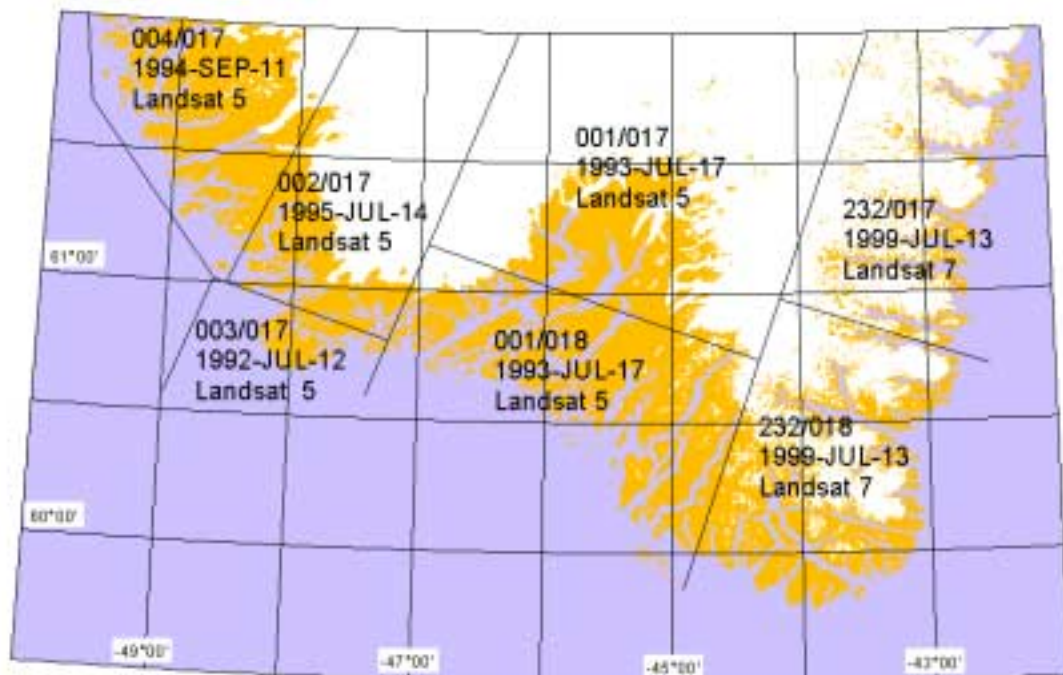 004/017
1994-SEP-11
Landsat 5
001/017
1993-JUL-17
Landsat 5
002/017
1995-JUL-14
Landsat 5
232/017
1999-JUL-13
Landsat 7
61°00'
003/017
1992-JUL-12
Landsat 5
001/018
1993-JUL-17
Landsat 5
232/018
1999-JUL-13
Landsat 7
60°00'
-49°00'
-47°00'
-45°00'
-43°00'